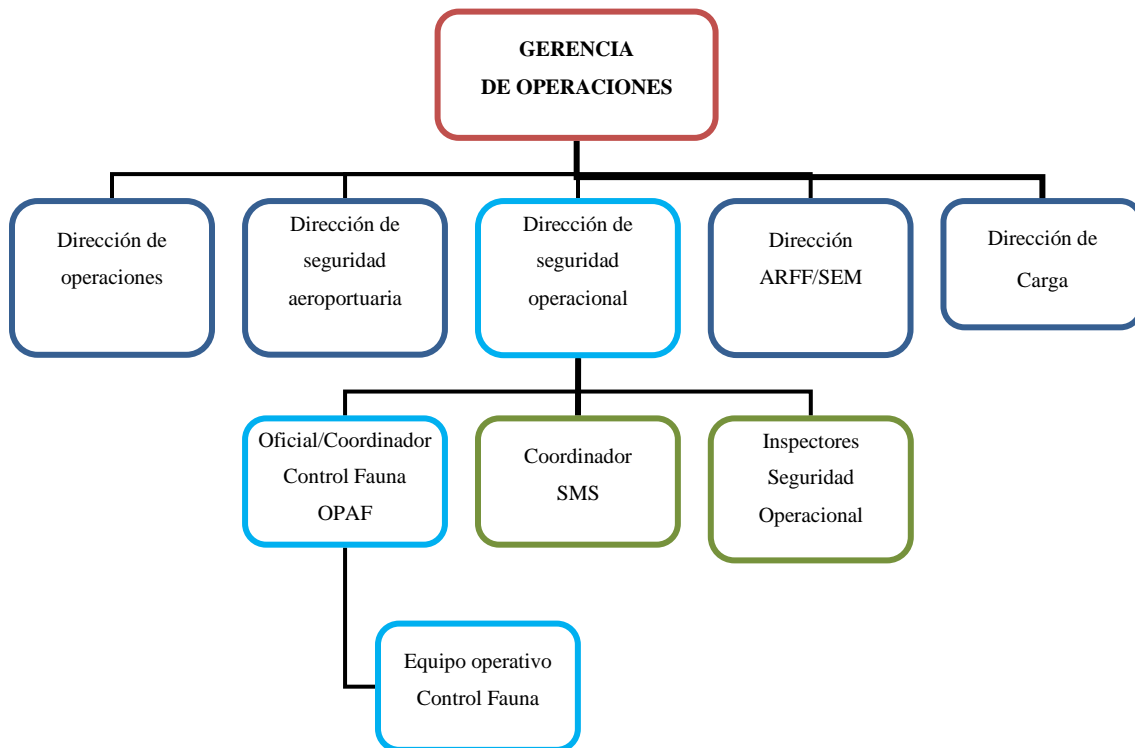 GERENCIA
DE OPERACIONES
Dirección de
operaciones
Dirección de
seguridad
aeroportuaria
Dirección de
seguridad
operacional
Dirección
ARFF/SEM
Dirección de
Carga
Oficial/Coordinador
Control Fauna
OPAF
Coordinador
SMS
Inspectores
Seguridad
Operacional
Equipo operativo
Control Fauna